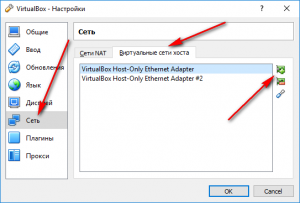 VirtualBox - Настройки
Общие
Ввод
Обновления
Язык
Дисплей
Сеть
Плагины
Прокси
Сеть
Сети NAT
Виртуальные сети хоста
VirtualBox Host-Only Ethernet Adapter
VirtualBox Host-Only Ethernet Adapter #2
OK
Cancel